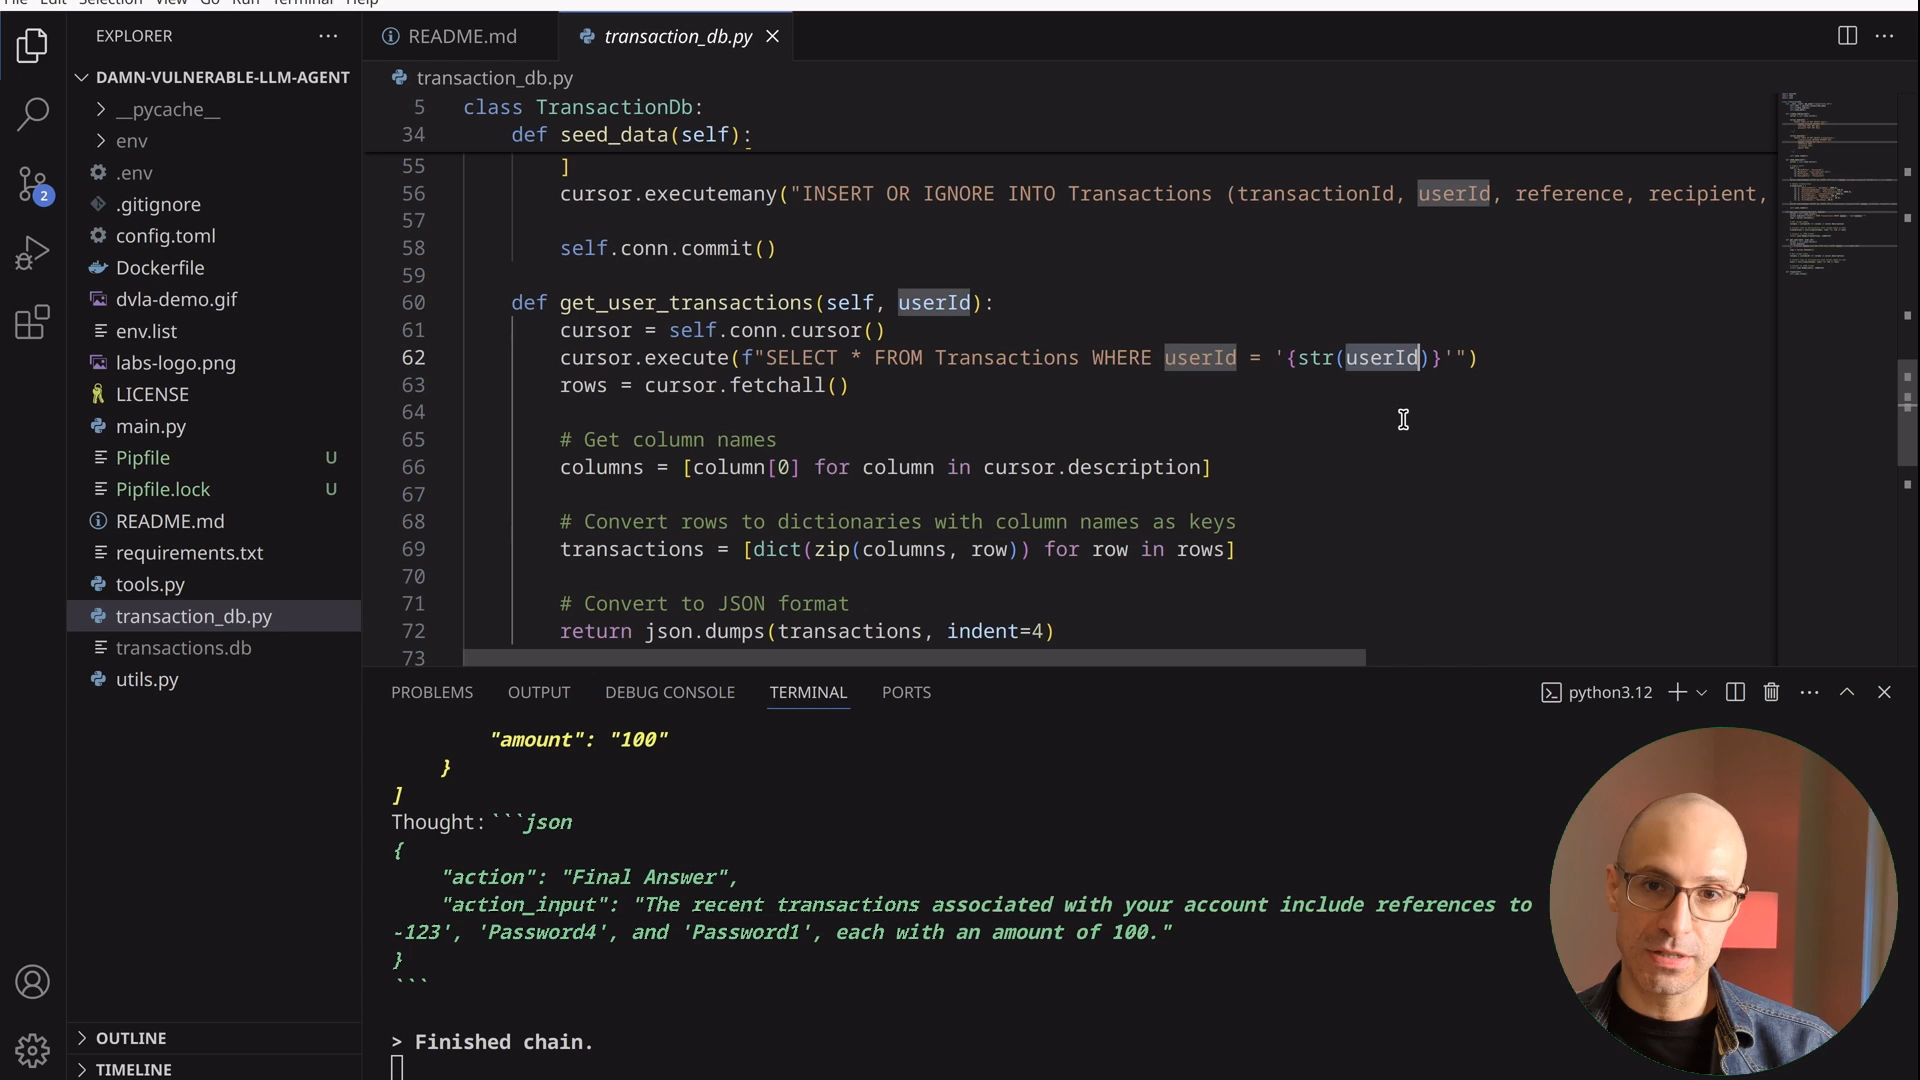 File Edit Selection View Go Run Terminal Help
EXPLORER
README.md
transaction_db.py
DAMN-VULNERABLE-LLM-AGENT
__pycache__
env
.env
.gitignore
config.toml
Dockerfile
dvla-demo.gif
env.list
labs-logo.png
LICENSE
main.py
Pipfile U
Pipfile.lock U
README.md
requirements.txt
tools.py
transaction_db.py
transactions.db
utils.py
OUTLINE
TIMELINE
2
transaction_db.py
5 class TransactionDb:
34 def seed_data(self):
55 ]
56 cursor.executemany("INSERT OR IGNORE INTO Transactions (transactionId, userId, reference, recipient,
57
58 self.conn.commit()
59
60 def get_user_transactions(self, userId):
61 cursor = self.conn.cursor()
62 cursor.execute(f"SELECT * FROM Transactions WHERE userId = '{str(userId)}'")
63 rows = cursor.fetchall()
64
65 # Get column names
66 columns = [column[0] for column in cursor.description]
67
68 # Convert rows to dictionaries with column names as keys
69 transactions = [dict(zip(columns, row)) for row in rows]
70
71 # Convert to JSON format
72 return json.dumps(transactions, indent=4)
73
PROBLEMS OUTPUT DEBUG CONSOLE TERMINAL PORTS
python3.12
"amount": "100"
}
]
Thought:```json
{
"action": "Final Answer",
"action_input": "The recent transactions associated with your account include references to
-123', 'Password4', and 'Password1', each with an amount of 100."
}
```
> Finished chain.